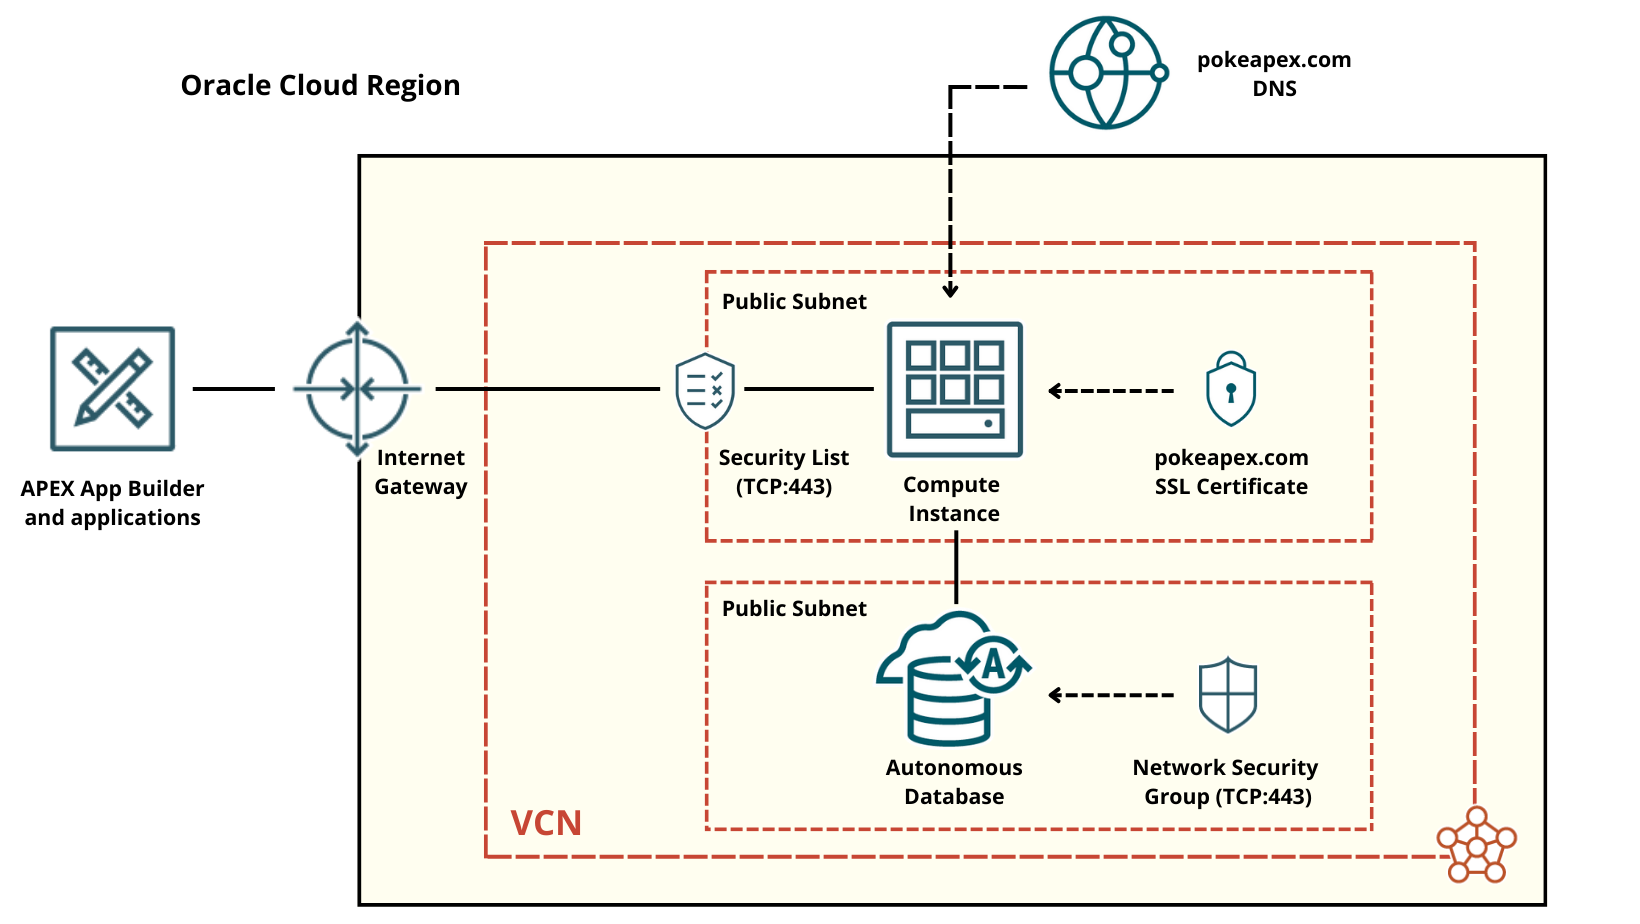 pokeapex.com
DNS
Oracle Cloud Region
Public Subnet
APEX App Builder
and applications
Internet
Gateway
Security List
(TCP:443)
Compute
Instance
pokeapex.com
SSL Certificate
Public Subnet
A
Autonomous
Database
Network Security
Group (TCP:443)
VCN